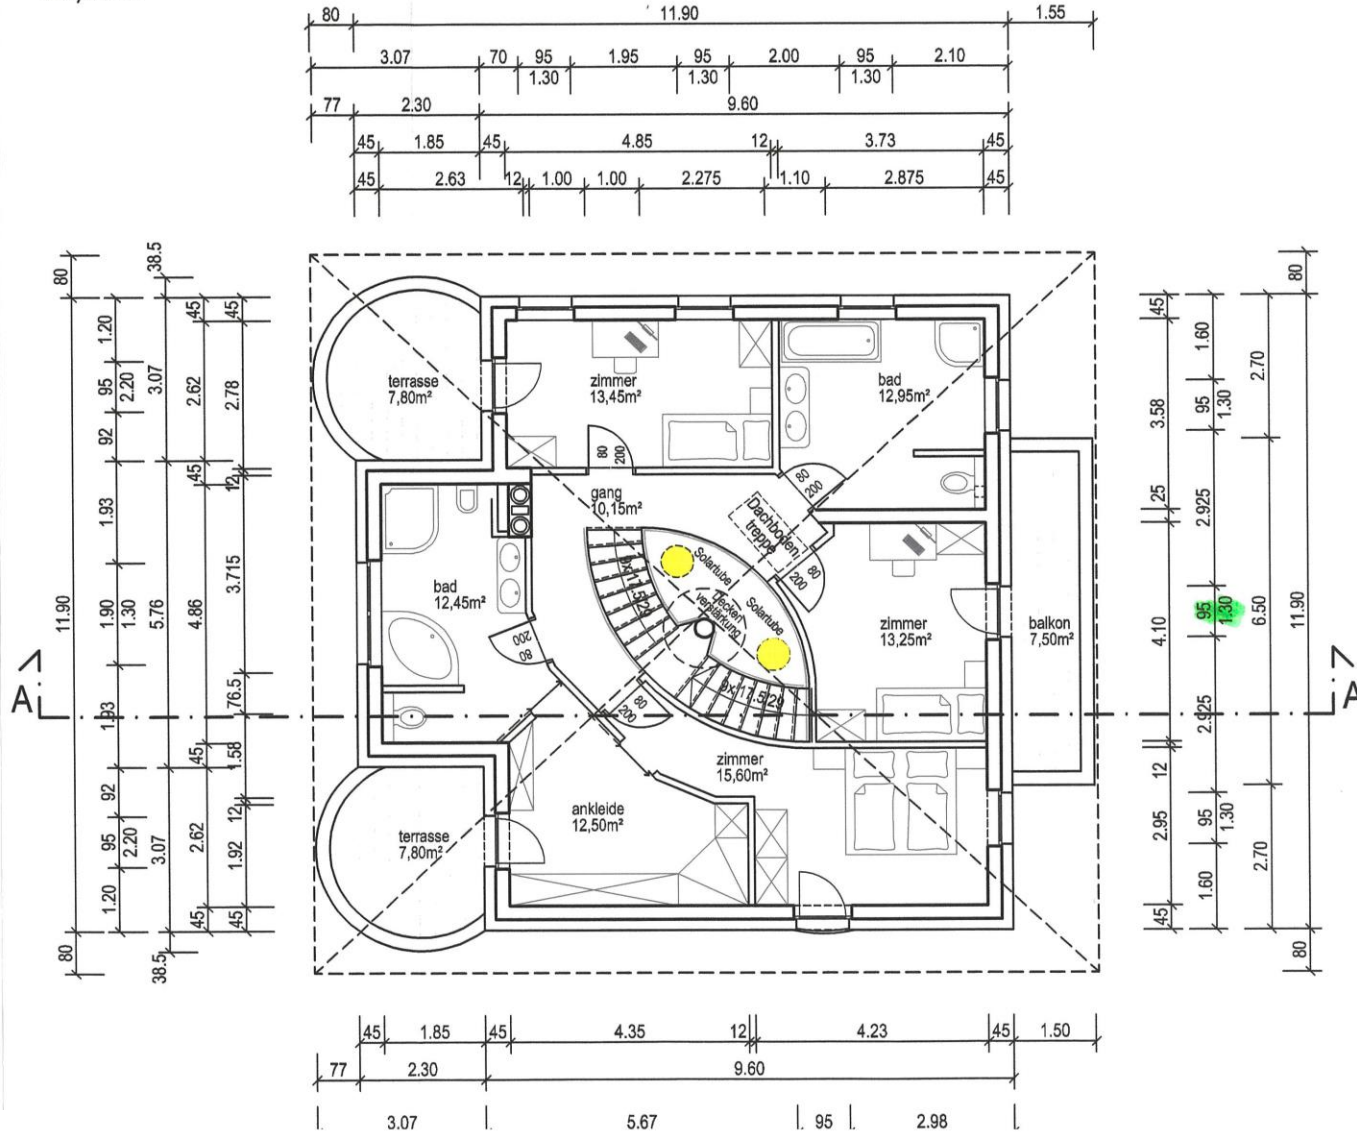 80 11.90 1.55
3.07 70 95 1.95 95 2.00 95 2.10
1.30 1.30 1.30
77 2.30 9.60
45 1.85 45 4.85 12 3.73 45
45 2.63 12 1.00 1.00 2.275 1.10 2.875 45
80 11.90 80
1.20 95 92 1.93 1.90 1.93 92 95 1.20
2.20 1.30 2.20
38.5 3.07 5.76 3.07 38.5
45 2.62 45 4.86 45 2.62 45
45 2.78 12 3.715 76.5 1.58 12 1.92 45
terrasse
7,80m²
zimmer
13,45m²
bad
12,95m²
80
200
80
200
gang
10,15m²
Dachboden
treppe
Solartube
Decken
verstärkung
Solartube
9x17.5/29
9x17.5/29
80
200
bad
12,45m²
200
80
zimmer
13,25m²
balkon
7,50m²
80
200
zimmer
15,60m²
ankleide
12,50m²
terrasse
7,80m²
A
A
45 3.58 25 4.10 12 2.95 45
1.60 95 2.925 95 2.925 95 1.60
1.30 1.30 1.30
2.70 6.50 2.70
80 11.90 80
45 1.85 45 4.35 12 4.23 45 1.50
77 2.30 9.60
3.07 5.67 95 2.98